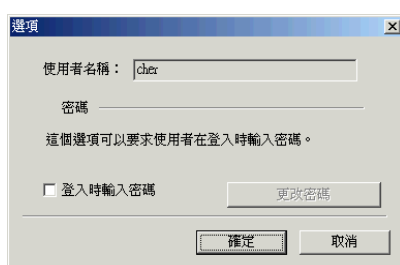 選項
使用者名稱： cher
密碼
這個選項可以要求使用者在登入時輸入密碼。
登入時輸入密碼 更改密碼
確定 取消